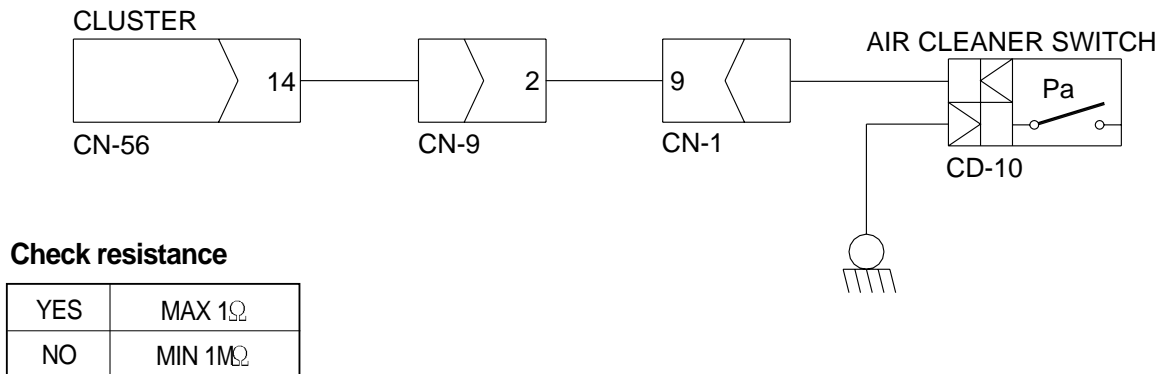 CLUSTER
AIR CLEANER SWITCH
14
2
9
Pa
CN-56
CN-9
CN-1
CD-10
Check resistance
YES MAX 1Ω
NO MIN 1MΩ